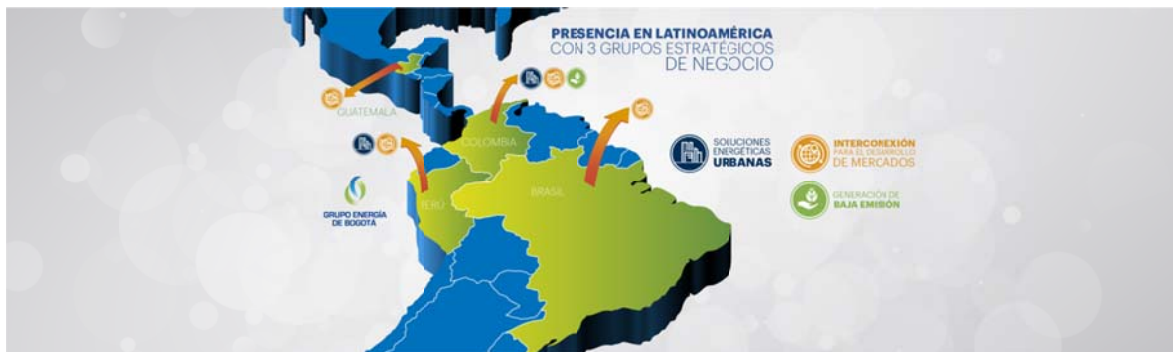 PRESENCIA EN LATINOAMÉRICA
CON 3 GRUPOS ESTRATÉGICOS
DE NEGOCIO
GUATEMALA
COLOMBIA
BRASIL
PERÚ
GRUPO ENERGÍA
DE BOGOTÁ
SOLUCIONES
ENERGÉTICAS
URBANAS
INTERCONEXIÓN
PARA EL DESARROLLO
DE MERCADOS
GENERACIÓN DE
BAJA EMISIÓN